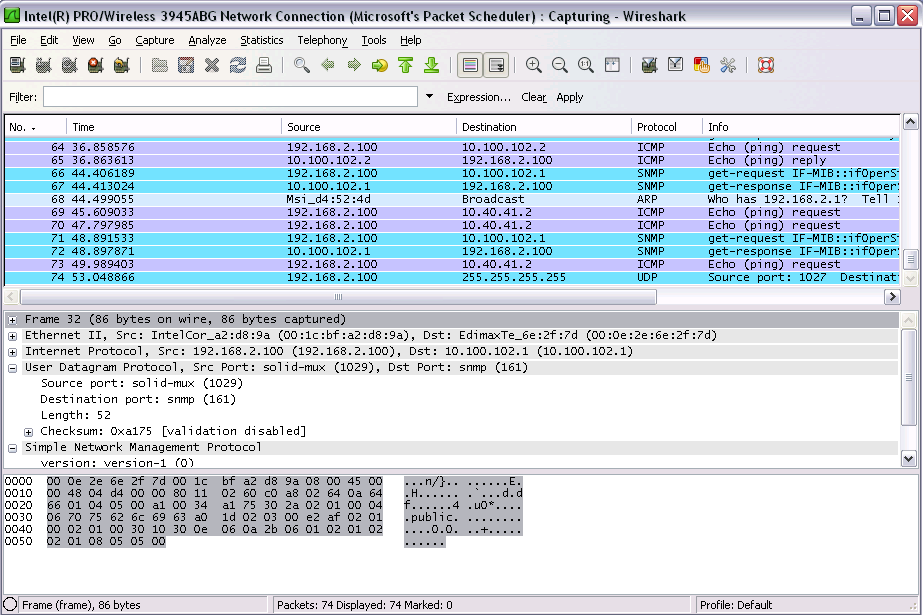 Intel(R) PRO/Wireless 3945ABG Network Connection (Microsoft's Packet Scheduler) : Capturing - Wireshark
File Edit View Go Capture Analyze Statistics Telephony Tools Help
Filter: Expression... Clear Apply
No. Time Source Destination Protocol Info
64 36.858576 192.168.2.100 10.100.102.2 ICMP Echo (ping) request
65 36.863613 10.100.102.2 192.168.2.100 ICMP Echo (ping) reply
66 44.406189 192.168.2.100 10.100.102.1 SNMP get-request IF-MIB::ifOperS
67 44.413024 10.100.102.1 192.168.2.100 SNMP get-response IF-MIB::ifOper
68 44.499055 Msi_d4:52:4d Broadcast ARP Who has 192.168.2.1? Tell
69 45.609033 192.168.2.100 10.40.41.2 ICMP Echo (ping) request
70 47.797985 192.168.2.100 10.40.41.2 ICMP Echo (ping) request
71 48.891533 192.168.2.100 10.100.102.1 SNMP get-request IF-MIB::ifOperS
72 48.897871 10.100.102.1 192.168.2.100 SNMP get-response IF-MIB::ifOper
73 49.989403 192.168.2.100 10.40.41.2 ICMP Echo (ping) request
74 53.048866 192.168.2.100 255.255.255.255 UDP Source port: 1027 Destinat
Frame 32 (86 bytes on wire, 86 bytes captured)
Ethernet II, Src: IntelCor_a2:d8:9a (00:1c:bf:a2:d8:9a), Dst: EdimaxTe_6e:2f:7d (00:0e:2e:6e:2f:7d)
Internet Protocol, Src: 192.168.2.100 (192.168.2.100), Dst: 10.100.102.1 (10.100.102.1)
User Datagram Protocol, Src Port: solid-mux (1029), Dst Port: snmp (161)
Source port: solid-mux (1029)
Destination port: snmp (161)
Length: 52
Checksum: 0xa175 [validation disabled]
Simple Network Management Protocol
version: version-1 (0)
0000 00 0e 2e 6e 2f 7d 00 1c bf a2 d8 9a 08 00 45 00 ...n/}.. ......E.
0010 00 48 04 d4 00 00 80 11 02 60 c0 a8 02 64 0a 64 .H...... .`...d.d
0020 66 01 04 05 00 a1 00 34 a1 75 30 2a 02 01 00 04 f......4 .u0*....
0030 06 70 75 62 6c 69 63 a0 1d 02 03 00 e2 af 02 01 .public. ........
0040 00 02 01 00 30 10 30 0e 06 0a 2b 06 01 02 01 02 ....0.0. ..+.....
0050 02 01 08 05 05 00 ......
Frame (frame), 86 bytes Packets: 74 Displayed: 74 Marked: 0 Profile: Default